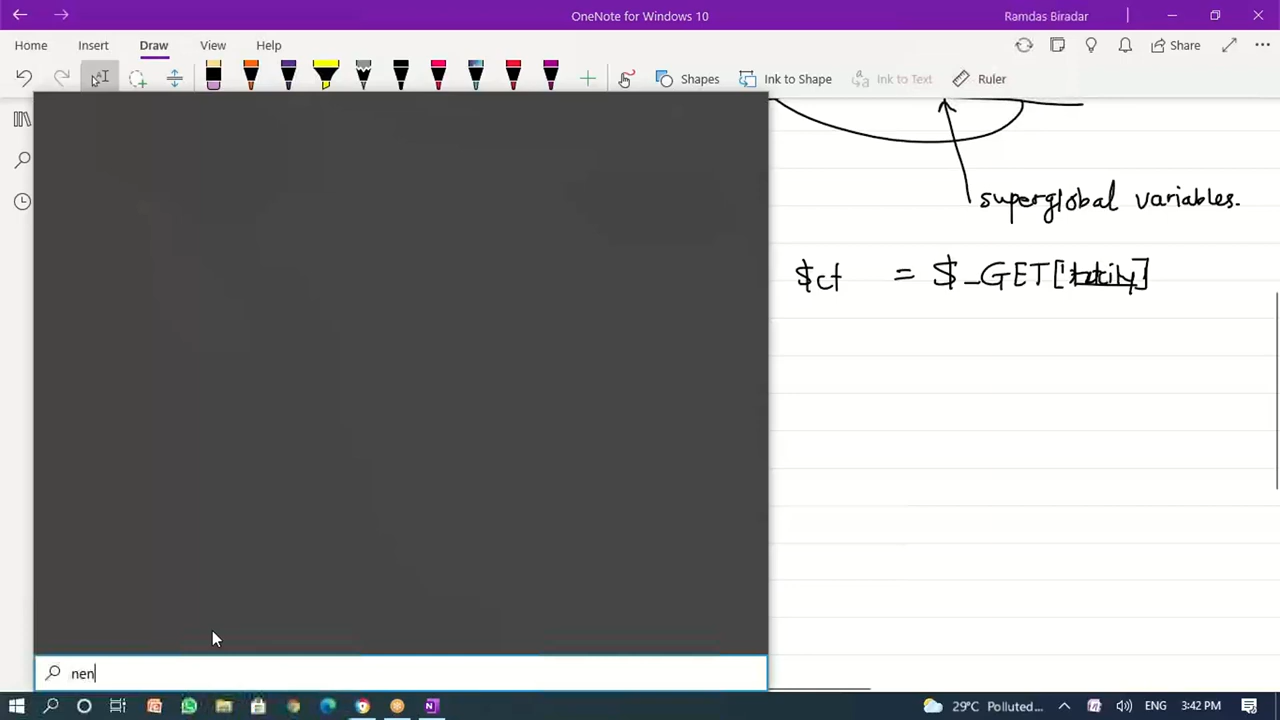 OneNote for Windows 10
Ramdas Biradar
Home
Insert
Draw
View
Help
Share
Shapes
Ink to Shape
Ink to Text
Ruler
superglobal variables.
$ct = $_GET[
nen
29°C Polluted...
ENG
3:42 PM